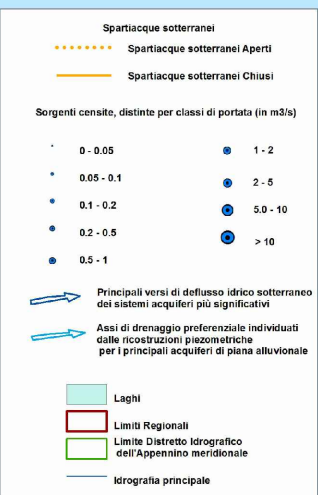 Spartiacque sotterranei
Spartiacque sotterranei Aperti
Spartiacque sotterranei Chiusi
Sorgenti censite, distinte per classi di portata (in m3/s)
0 - 0.05
0.05 - 0.1
0.1 - 0.2
0.2 - 0.5
0.5 - 1
1 - 2
2 - 5
5.0 - 10
> 10
Principali versi di deflusso idrico sotterraneo
dei sistemi acquiferi più significativi
Assi di drenaggio preferenziale individuati
dalle ricostruzioni piezometriche
per i principali acquiferi di piana alluvionale
Laghi
Limiti Regionali
Limite Distretto Idrografico
dell'Appennino meridionale
Idrografia principale